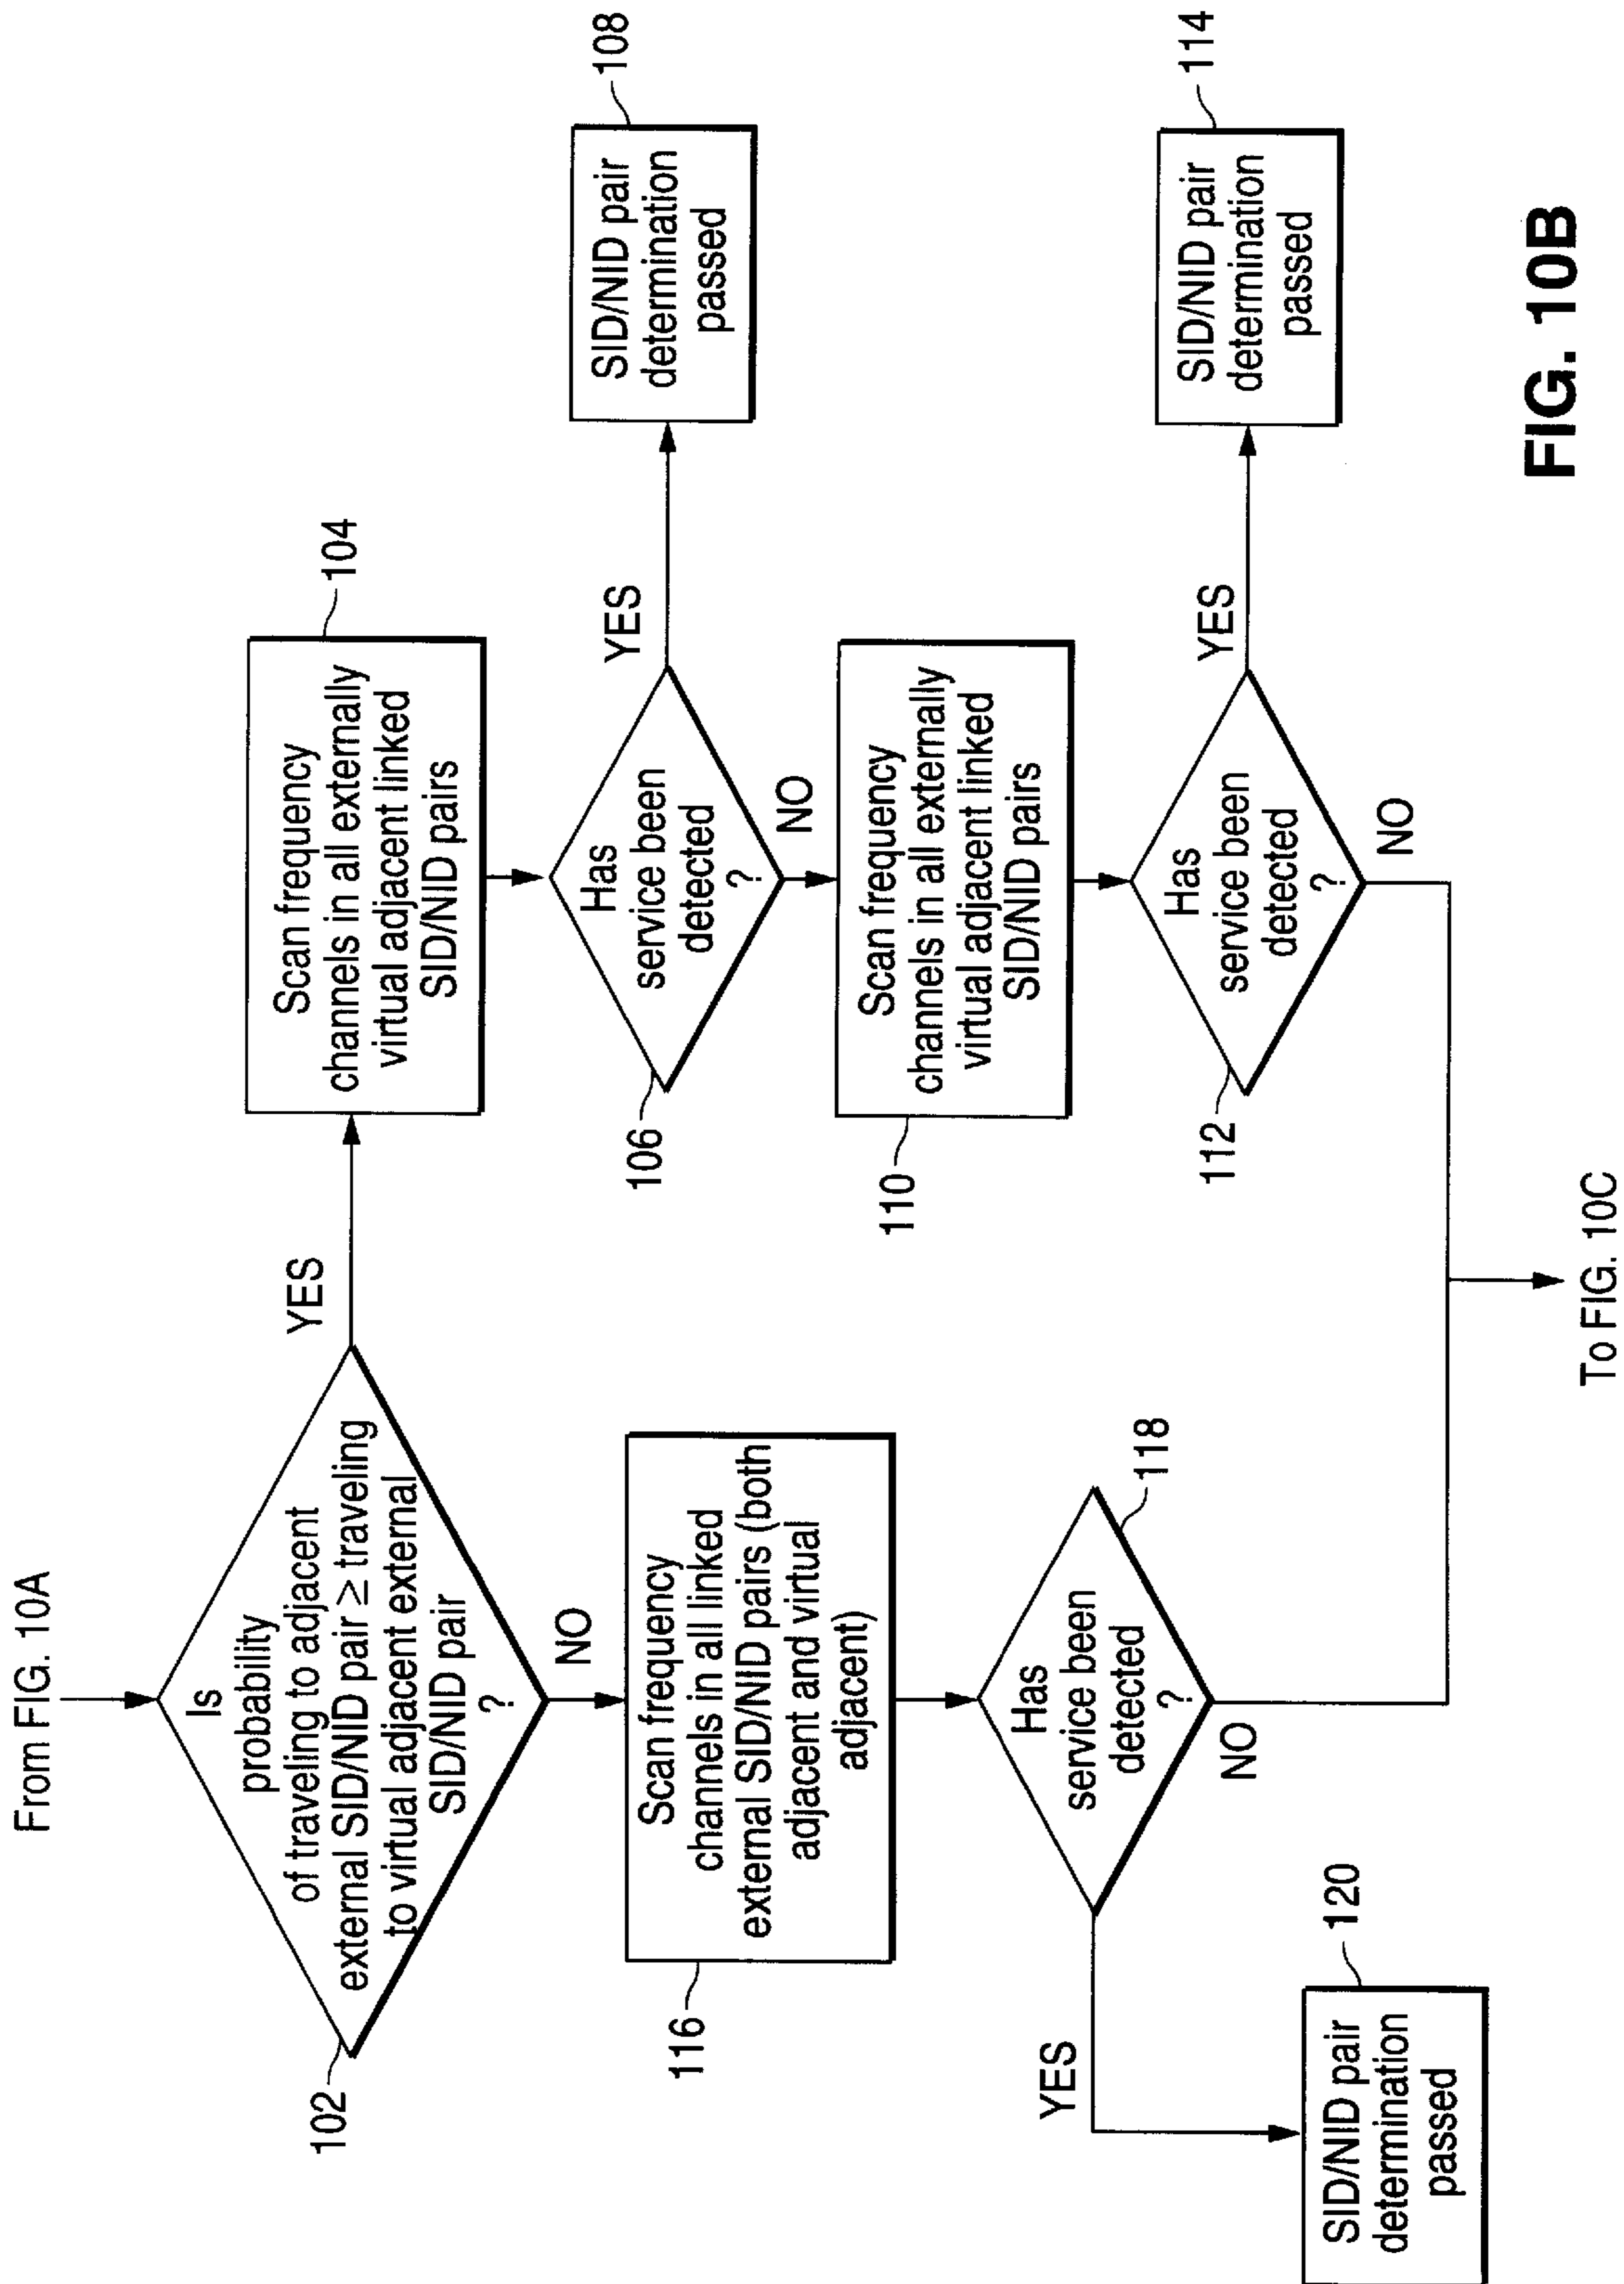 From FIG. 10A
Is
probability
of traveling to adjacent
external SID/NID pair ≥ traveling
to virtual adjacent external
SID/NID pair
?
102
YES
NO
Scan frequency
channels in all externally
virtual adjacent linked
SID/NID pairs
104
Has
service been
detected
?
106
YES
NO
SID/NID pair
determination
passed
108
Scan frequency
channels in all externally
virtual adjacent linked
SID/NID pairs
110
Has
service been
detected
?
112
YES
NO
SID/NID pair
determination
passed
114
Scan frequency
channels in all linked
external SID/NID pairs (both
adjacent and virtual
adjacent)
116
Has
service been
detected
?
118
YES
NO
SID/NID pair
determination
passed
120
To FIG. 10C
FIG. 10B